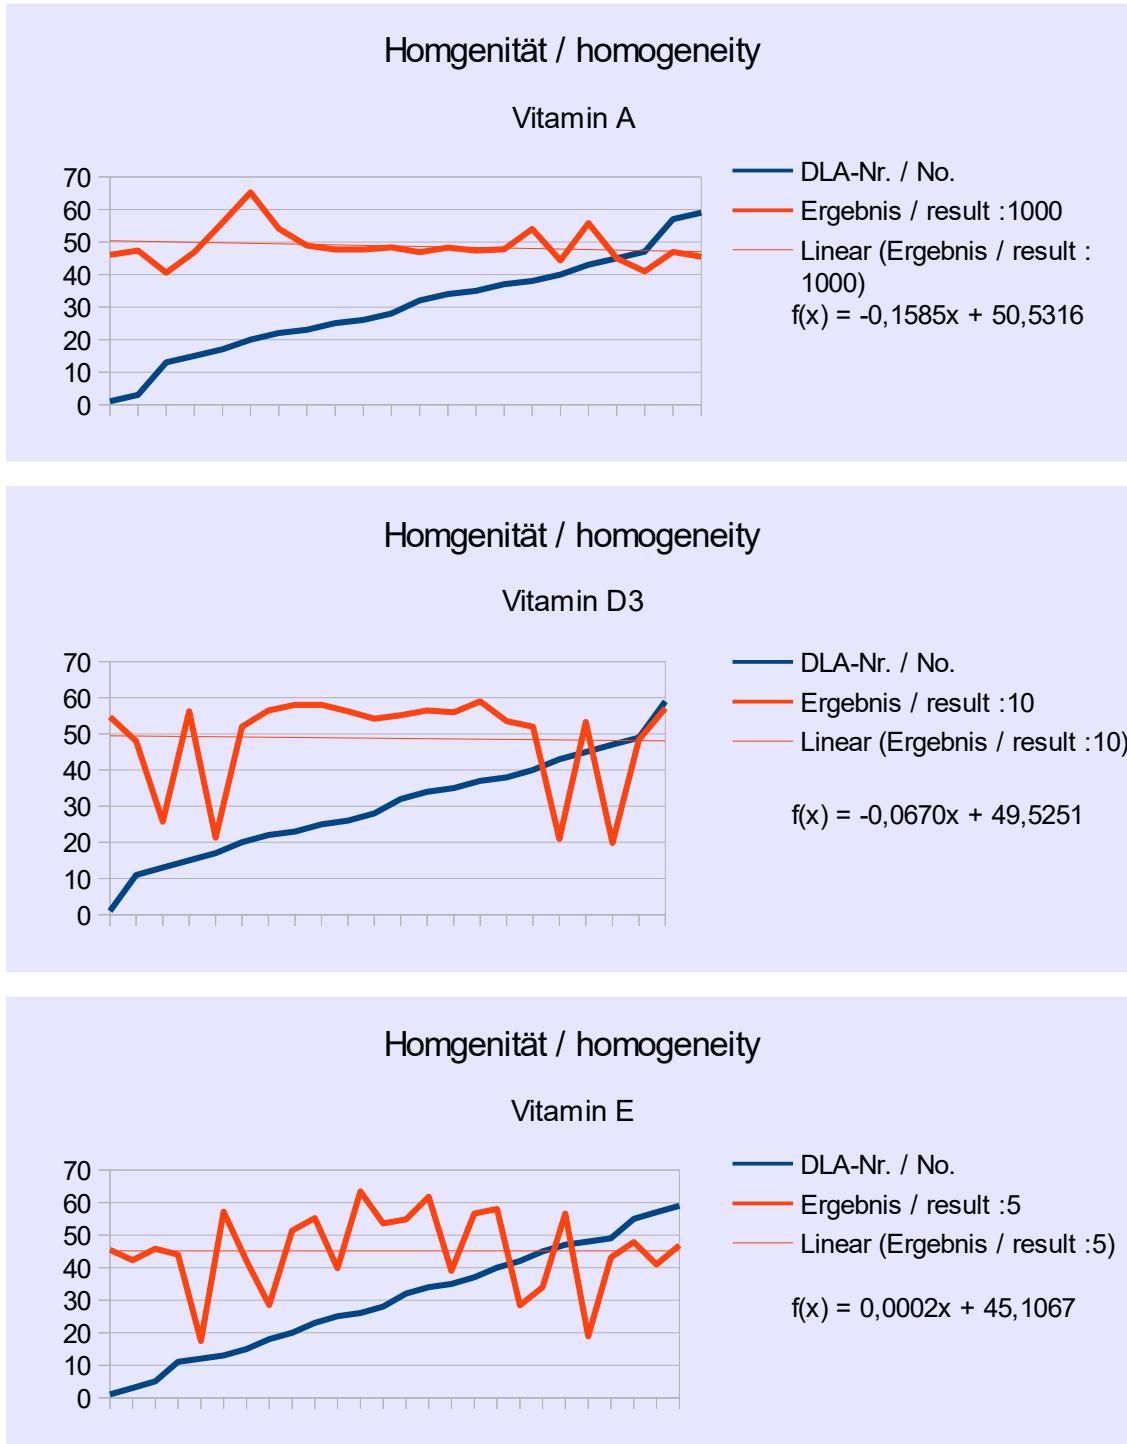 Homgenität / homogeneity
Vitamin A
70
60
50
40
30
20
10
0
DLA-Nr. / No.
Ergebnis / result :1000
Linear (Ergebnis / result :
1000)
f(x) = -0,1585x + 50,5316
Homgenität / homogeneity
Vitamin D3
70
60
50
40
30
20
10
0
DLA-Nr. / No.
Ergebnis / result :10
Linear (Ergebnis / result :10)
f(x) = -0,0670x + 49,5251
Homgenität / homogeneity
Vitamin E
70
60
50
40
30
20
10
0
DLA-Nr. / No.
Ergebnis / result :5
Linear (Ergebnis / result :5)
f(x) = 0,0002x + 45,1067